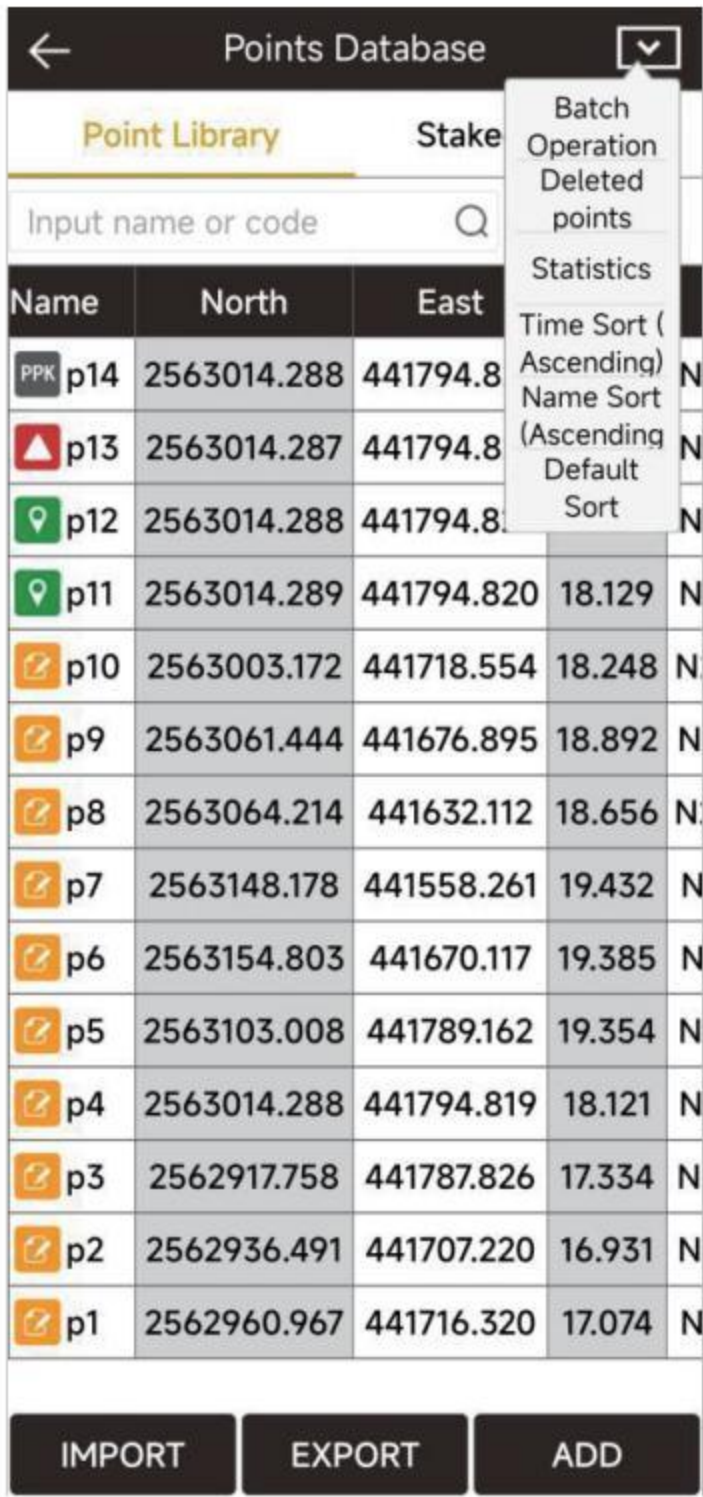 Points Database
Point Library Stake
Batch
Operation
Deleted
points
Statistics
Time Sort (
Ascending)
Name Sort
(Ascending
Default
Sort
Input name or code
Name North East
PPK p14 2563014.288 441794.8 N
p13 2563014.287 441794.8 N
p12 2563014.288 441794.8 N
p11 2563014.289 441794.820 18.129 N
p10 2563003.172 441718.554 18.248 N
p9 2563061.444 441676.895 18.892 N
p8 2563064.214 441632.112 18.656 N
p7 2563148.178 441558.261 19.432 N
p6 2563154.803 441670.117 19.385 N
p5 2563103.008 441789.162 19.354 N
p4 2563014.288 441794.819 18.121 N
p3 2562917.758 441787.826 17.334 N
p2 2562936.491 441707.220 16.931 N
p1 2562960.967 441716.320 17.074 N
IMPORT EXPORT ADD